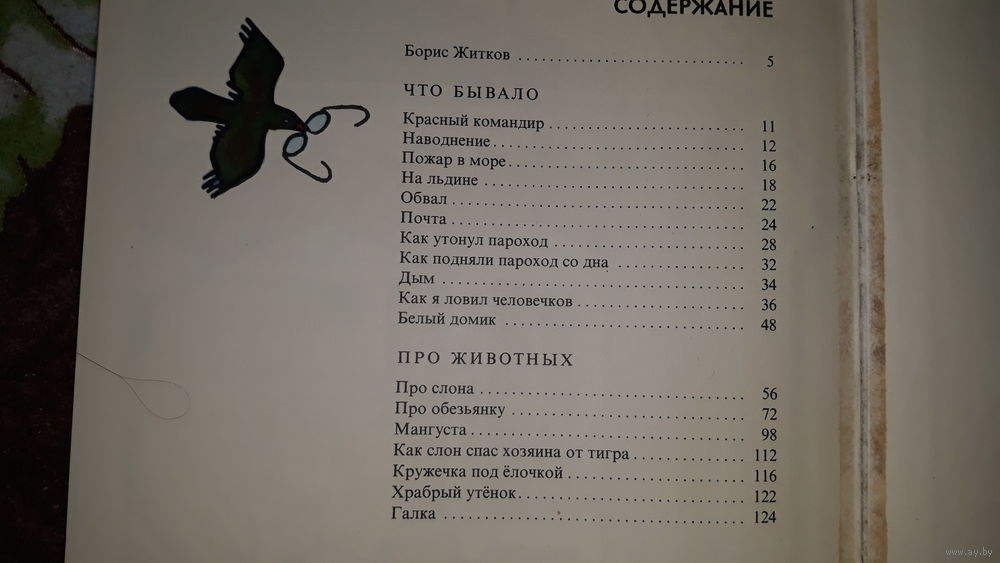 СОДЕРЖАНИЕ
Борис Житков ............................. 5
ЧТО БЫВАЛО
Красный командир ......................... 11
Наводнение ................................ 12
Пожар в море .............................. 16
На льдине ................................. 18
Обвал ..................................... 22
Почта ..................................... 24
Как утонул пароход ........................ 28
Как подняли пароход со дна ................ 32
Дым ....................................... 34
Как я ловил человечков .................... 36
Белый домик ............................... 48
ПРО ЖИВОТНЫХ
Про слона ................................. 56
Про обезьянку ............................. 72
Мангуста .................................. 98
Как слон спас хозяина от тигра ............ 112
Кружечка под ёлочкой ...................... 116
Храбрый утёнок ............................ 122
Галка ..................................... 124
www.ay.by